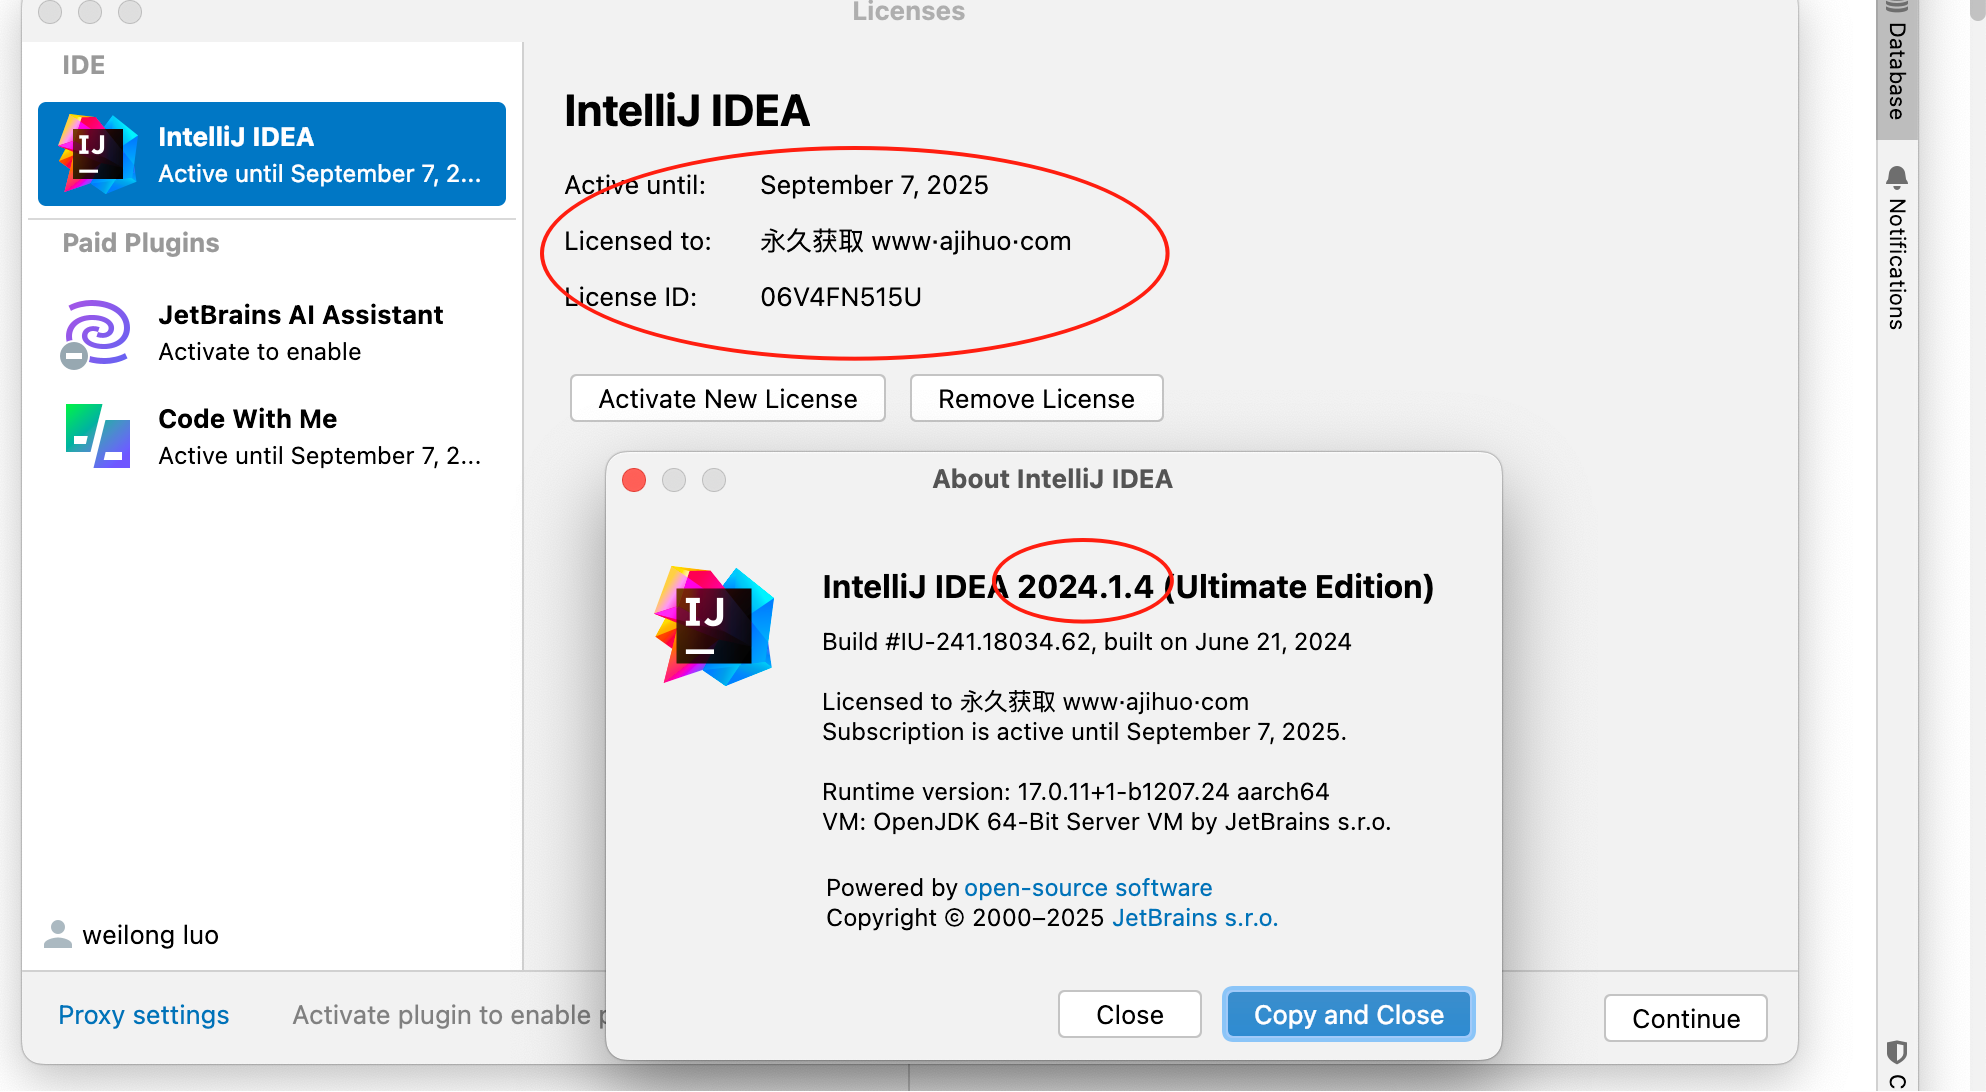 Licenses
IDE
IntelliJ IDEA
Active until September 7, 2...
Paid Plugins
JetBrains AI Assistant
Activate to enable
Code With Me
Active until September 7, 2...
weilong luo
IntelliJ IDEA
Active until: September 7, 2025
Licensed to: 永久获取 www·ajihuo·com
License ID: 06V4FN515U
Activate New License Remove License
About IntelliJ IDEA
IJ
IntelliJ IDEA 2024.1.4 (Ultimate Edition)
Build #IU-241.18034.62, built on June 21, 2024
Licensed to 永久获取 www·ajihuo·com
Subscription is active until September 7, 2025.
Runtime version: 17.0.11+1-b1207.24 aarch64
VM: OpenJDK 64-Bit Server VM by JetBrains s.r.o.
Powered by open-source software
Copyright © 2000–2025 JetBrains s.r.o.
Close Copy and Close
Proxy settings Activate plugin to enable
Continue
Database
Notifications